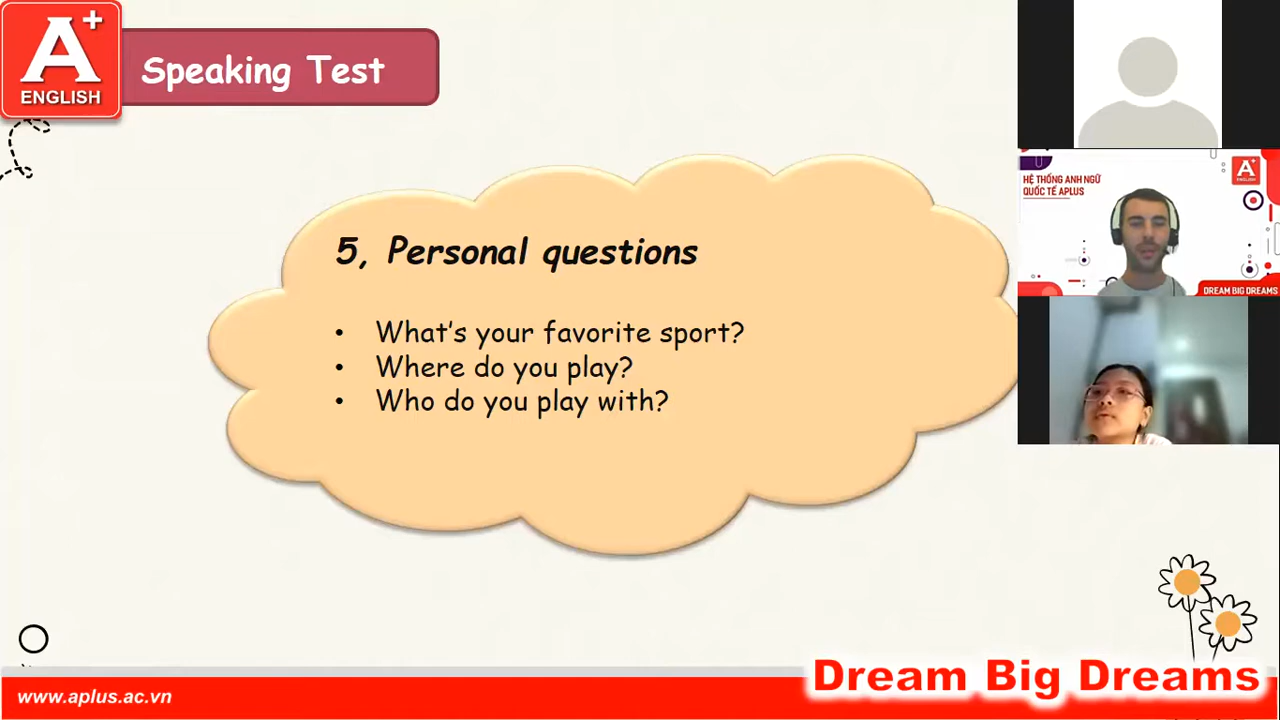 A+
ENGLISH
Speaking Test
5, Personal questions
• What's your favorite sport?
• Where do you play?
• Who do you play with?
HỆ THỐNG ANH NGỮ
QUỐC TẾ APLUS
A+
ENGLISH
DREAM BIG DREAMS
www.aplus.ac.vn
Dream Big Dreams